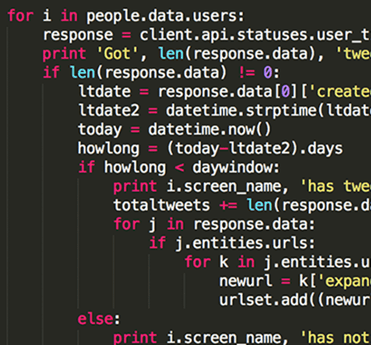 for i in people.data.users:
response = client.api.statuses.user_t
print 'Got', len(response.data), 'twee
if len(response.data) != 0:
ltdate = response.data[0]['create
ltdate2 = datetime.strptime(ltdat
today = datetime.now()
howlong = (today-ltdate2).days
if howlong < daywindow:
print i.screen_name, 'has twe
totaltweets += len(response.d
for j in response.data:
if j.entities.urls:
for k in j.entities.u
newurl = k['expan
urlset.add((newur
else:
print i.screen_name, 'has not